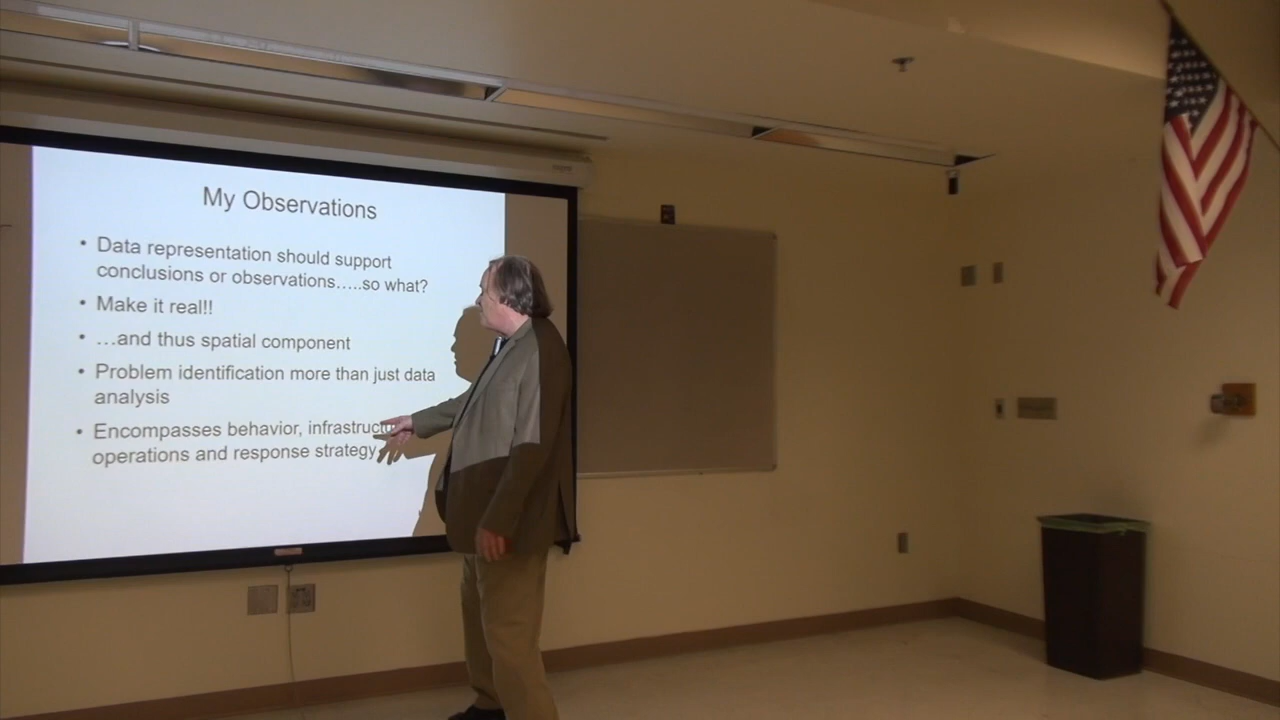 My Observations
• Data representation should support
conclusions or observations…..so what?
• Make it real!!
• …and thus spatial component
• Problem identification more than just data
analysis
• Encompasses behavior,
operations and response strategy